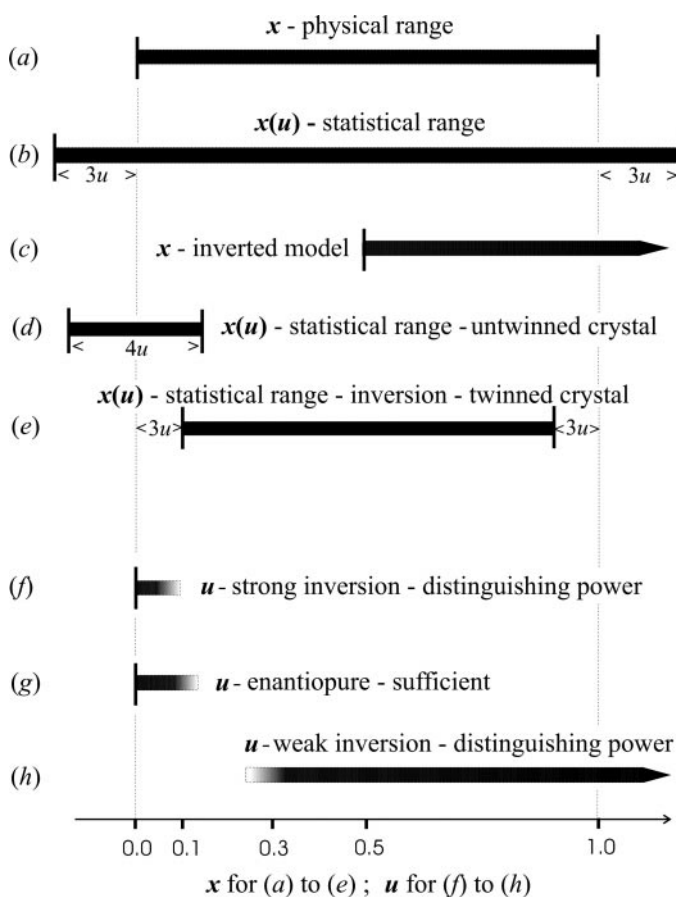 x - physical range
(a)
x(u) - statistical range
(b)
< 3u >
< 3u >
(c) x - inverted model
(d) x(u) - statistical range - untwinned crystal
< 4u >
x(u) - statistical range - inversion - twinned crystal
(e) <3u> <3u>
(f) u - strong inversion - distinguishing power
(g) u - enantiopure - sufficient
u - weak inversion - distinguishing power
(h)
0.0 0.1 0.3 0.5 1.0
x for (a) to (e) ; u for (f) to (h)